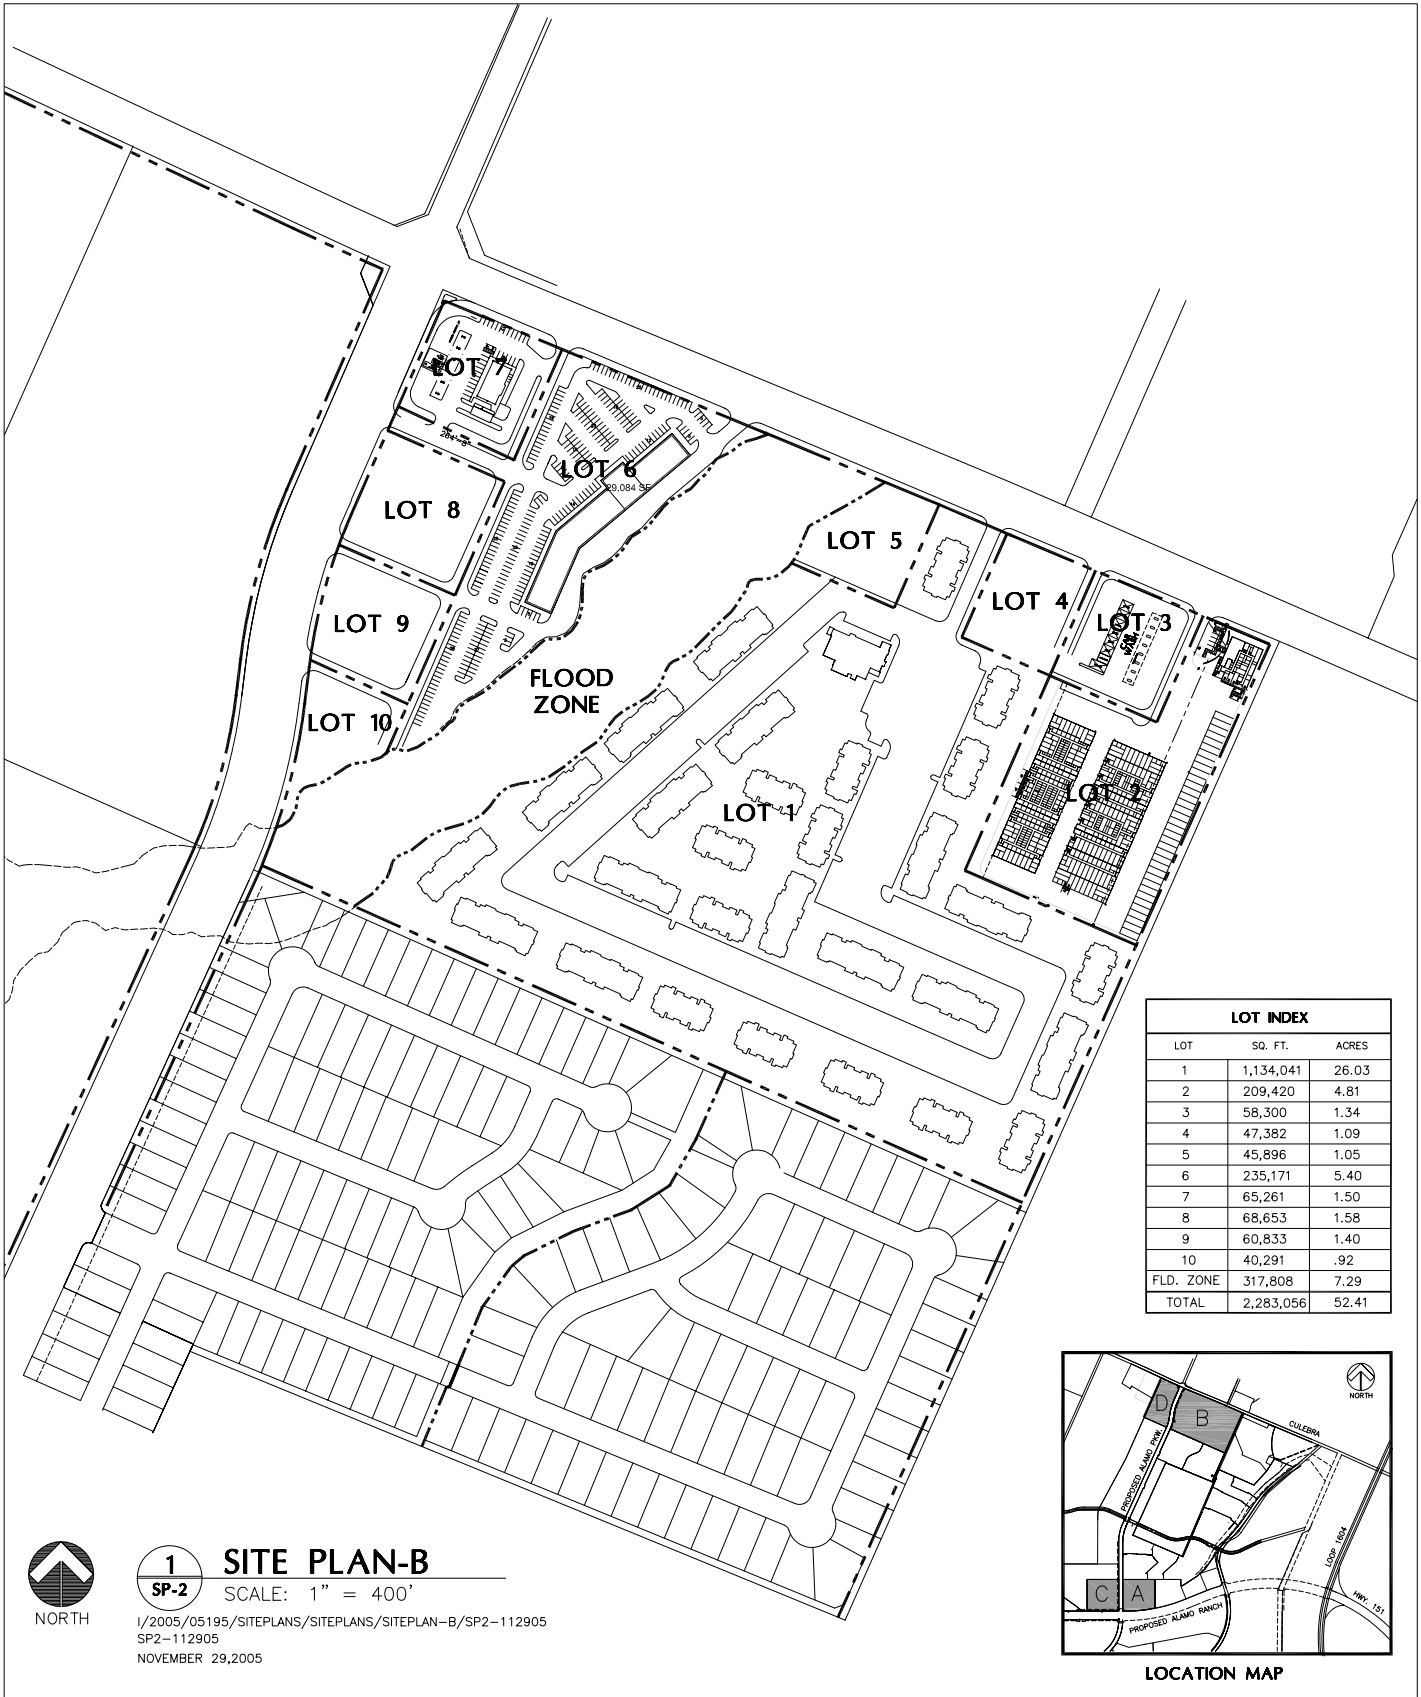 LOT 7
264'-8"
LOT 6
29,084 SF
LOT 8
LOT 5
LOT 4
LOT 3
CAR
WASH
LOT 9
FLOOD
ZONE
LOT 10
LOT 2
LOT 1
LOT INDEX
LOT SQ. FT. ACRES
1 1,134,041 26.03
2 209,420 4.81
3 58,300 1.34
4 47,382 1.09
5 45,896 1.05
6 235,171 5.40
7 65,261 1.50
8 68,653 1.58
9 60,833 1.40
10 40,291 .92
FLD. ZONE 317,808 7.29
TOTAL 2,283,056 52.41
NORTH
D
B
CULEBRA
PROPOSED ALAMO PKW.
LOOP 1604
C
A
HWY. 151
PROPOSED ALAMO RANCH
LOCATION MAP
NORTH
1
SP-2
SITE PLAN-B
SCALE: 1" = 400'
I/2005/05195/SITEPLANS/SITEPLANS/SITEPLAN-B/SP2-112905
SP2-112905
NOVEMBER 29,2005